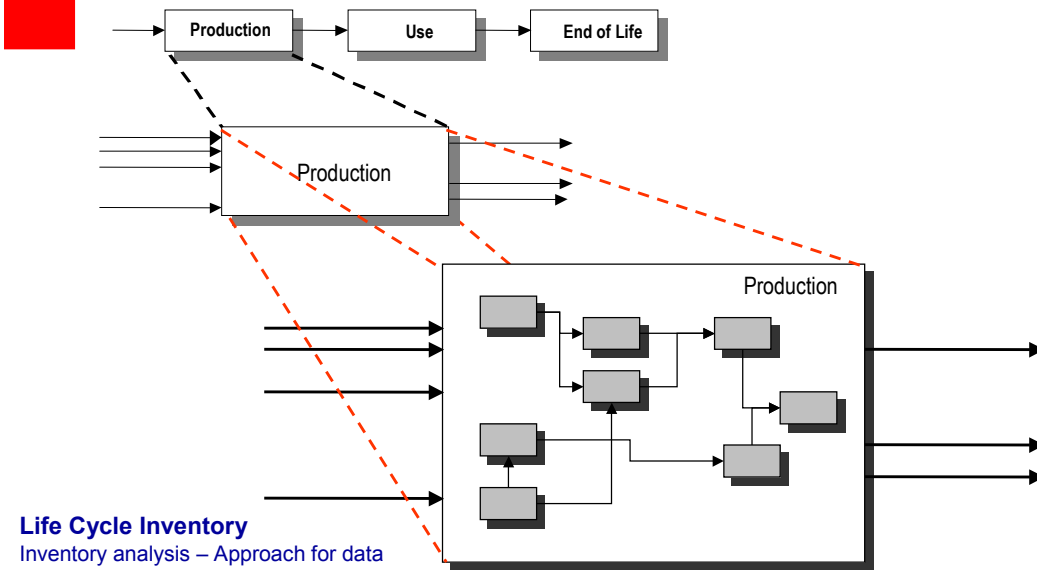 Production
Use
End of Life
Production
Production
Life Cycle Inventory
Inventory analysis – Approach for data